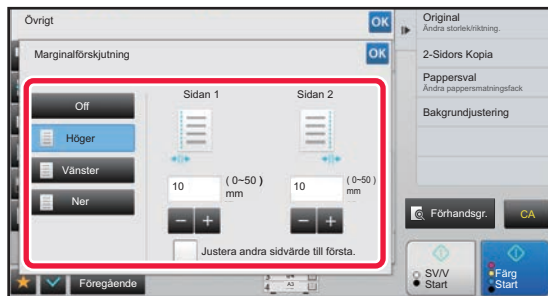 Övrigt
OK
Marginalförskjutning
OK
Off
Höger
Vänster
Ner
Sidan 1
Sidan 2
10
( 0~50 )
mm
10
( 0~50 )
mm
Justera andra sidvärde till första.
Föregående
A3
Original
Ändra storlek/riktning.
2-Sidors Kopia
Pappersval
Ändra pappersmatningsfack
Bakgrundjustering
Förhandsgr.
CA
SV/V
Start
Färg
Start